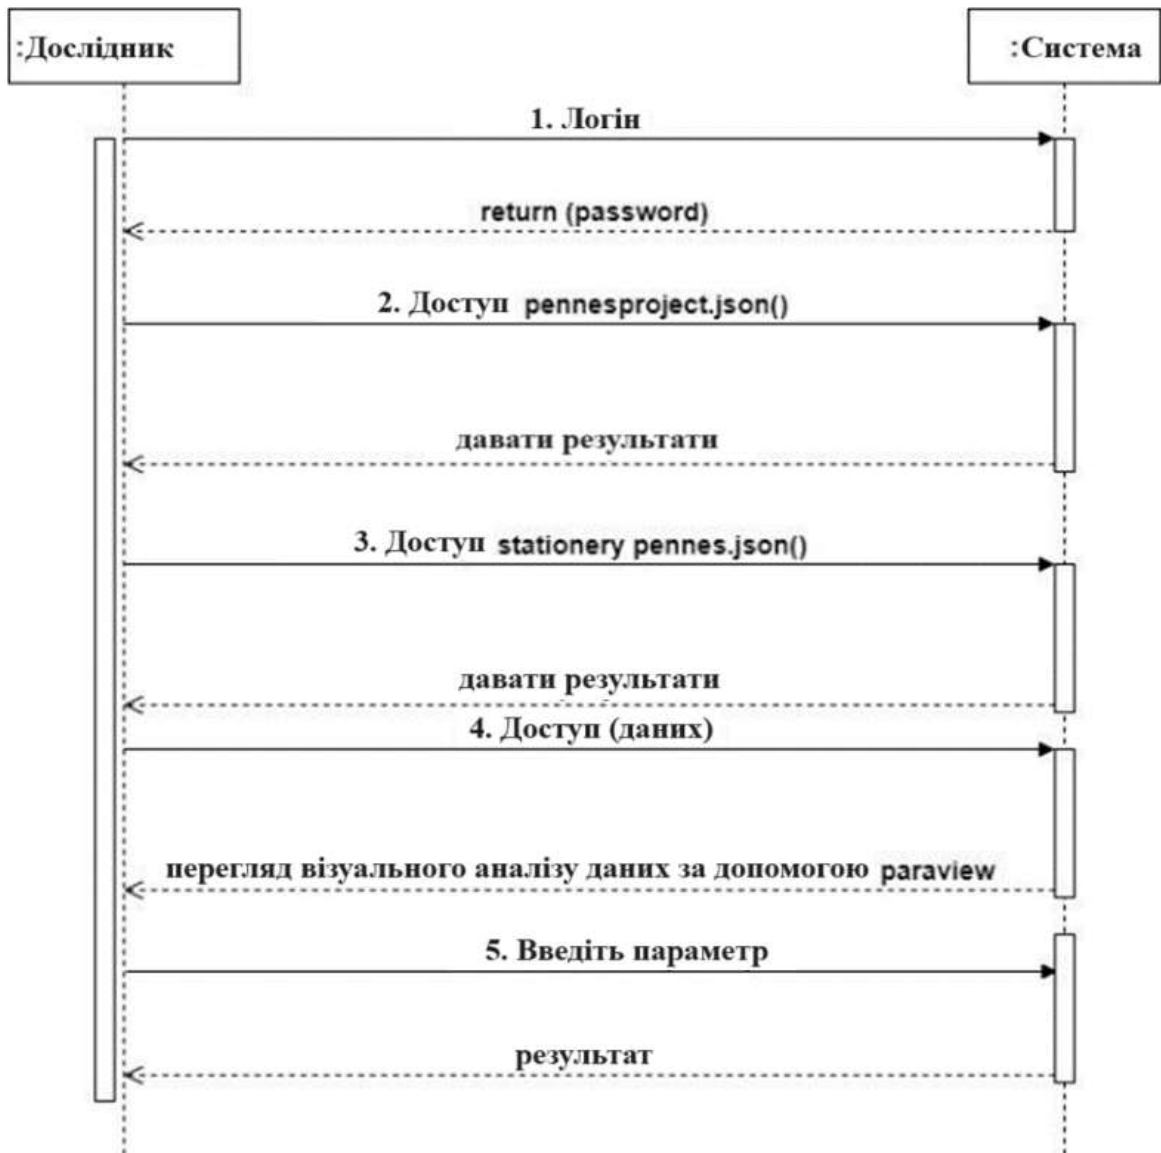 :Дослідник
:Система
1. Логін
return (password)
2. Доступ pennesproject.json()
давати результати
3. Доступ stationery pennes.json()
давати результати
4. Доступ (даних)
перегляд візуального аналізу даних за допомогою paraview
5. Введіть параметр
результат